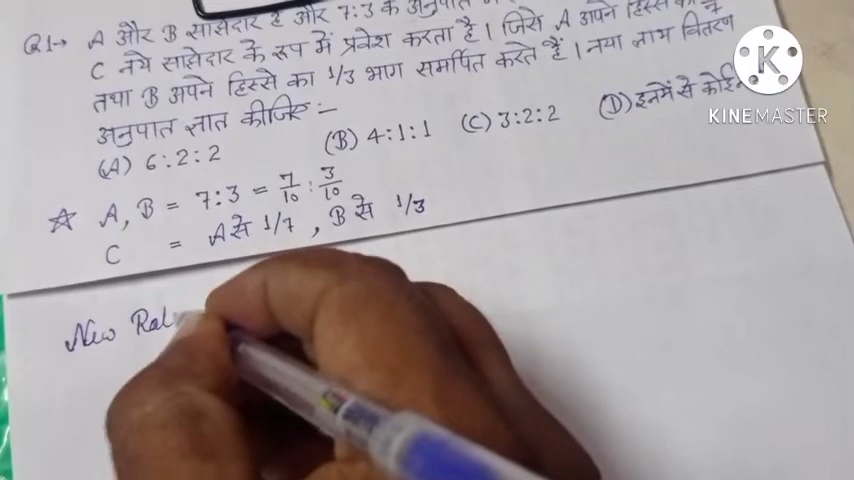 Q1→ A और B साझेदार है और 7:3 के अनुपात
C नये साझेदार के रूप में प्रवेश करता है। जिसे A अपने हिस्से का
तथा B अपने हिस्से का 1/3 भाग समर्पित करते हैं। नया लाभ वितरण
अनुपात ज्ञात कीजिए :-
(A) 6:2:2 (B) 4:1:1 (C) 3:2:2 (D) इनमें से
☆ A, B = 7:3 = 7/10 : 3/10
C = A से 1/7, B से 1/3
New
KINEMASTER